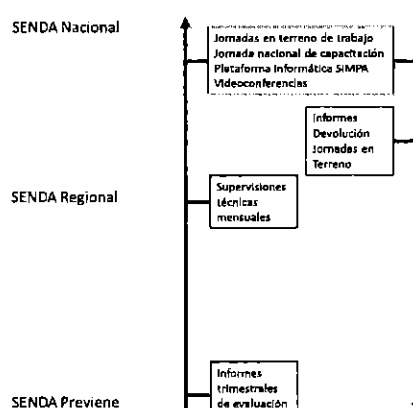 SENDA Nacional
Jornadas en terreno de trabajo
Jornada nacional de capacitación
Plataforma Informática SIMPA
Videoconferencias
Informes
Devolución
Jornadas en
Terreno
SENDA Regional
Supervisiones
técnicas
mensuales
Informes
trimestrales
de evaluación
SENDA Previene